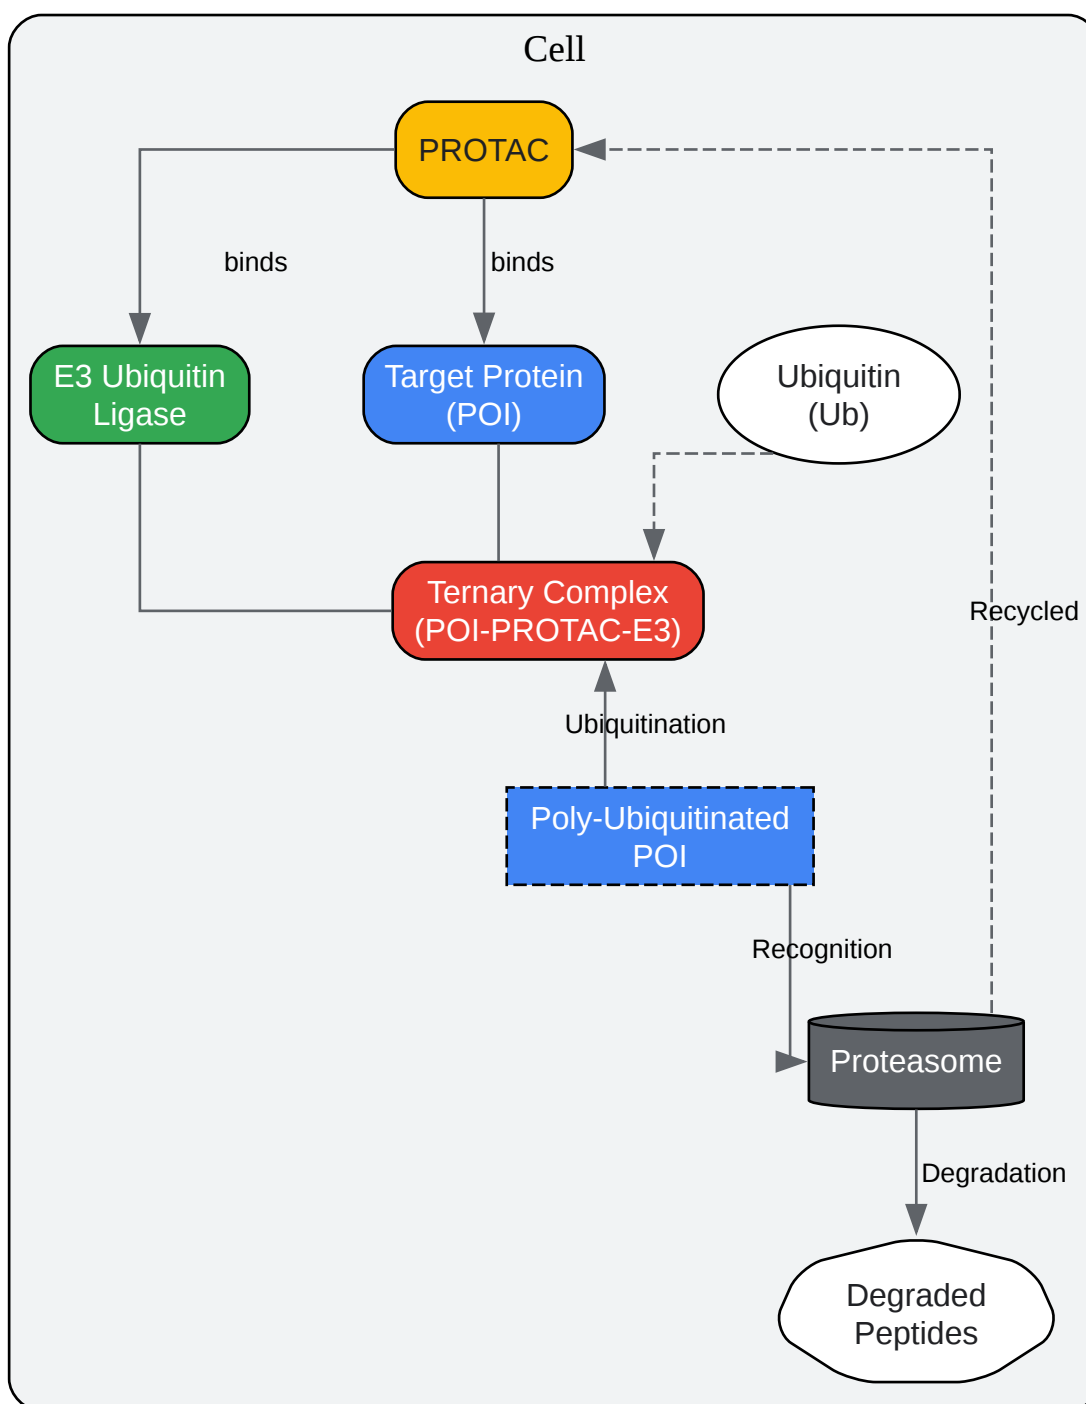 Cell
PROTAC
binds
binds
E3 Ubiquitin
Ligase
Target Protein
(POI)
Ubiquitin
(Ub)
Ternary Complex
(POI-PROTAC-E3)
Recycled
Ubiquitination
Poly-Ubiquitinated
POI
Recognition
Proteasome
Degradation
Degraded
Peptides